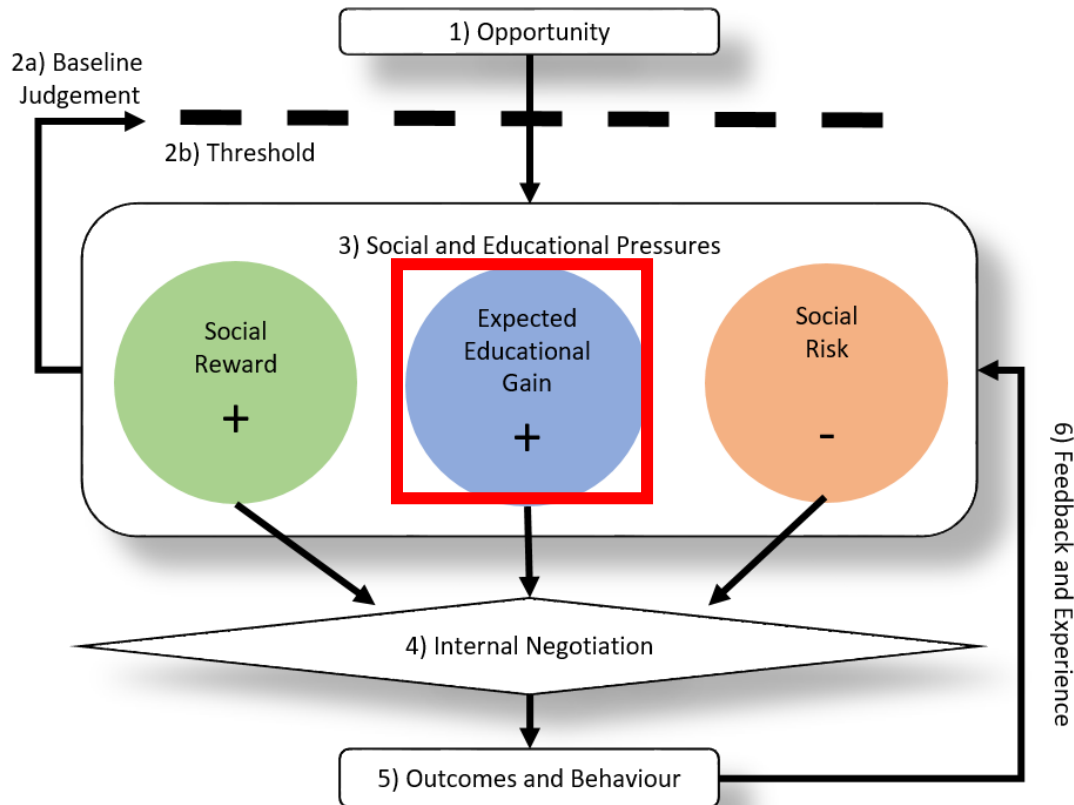 1) Opportunity
2a) Baseline
Judgement
2b) Threshold
3) Social and Educational Pressures
Social
Reward
+
Expected
Educational
Gain
+
Social
Risk
-
4) Internal Negotiation
5) Outcomes and Behaviour
6) Feedback and Experience